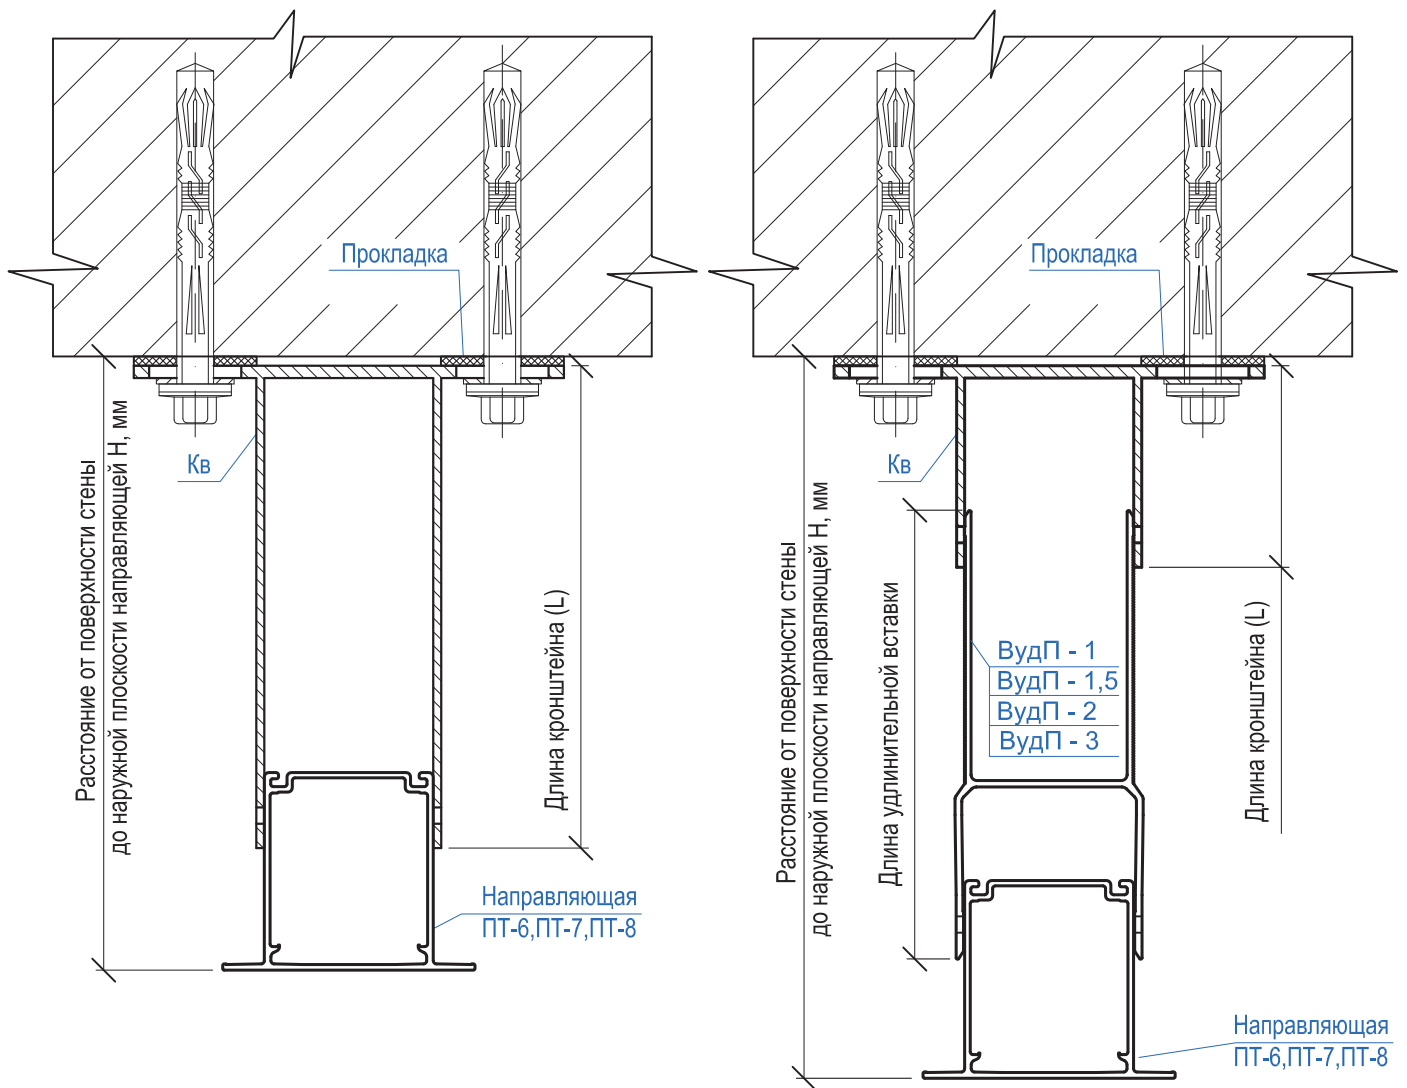 Прокладка
Кв
Расстояние от поверхности стены
до наружной плоскости направляющей Н, мм
Длина кронштейна (L)
Направляющая
ПТ-6,ПТ-7,ПТ-8
Прокладка
Кв
Расстояние от поверхности стены
до наружной плоскости направляющей Н, мм
Длина удлинительной вставки
ВудП - 1
ВудП - 1,5
ВудП - 2
ВудП - 3
Длина кронштейна (L)
Направляющая
ПТ-6,ПТ-7,ПТ-8